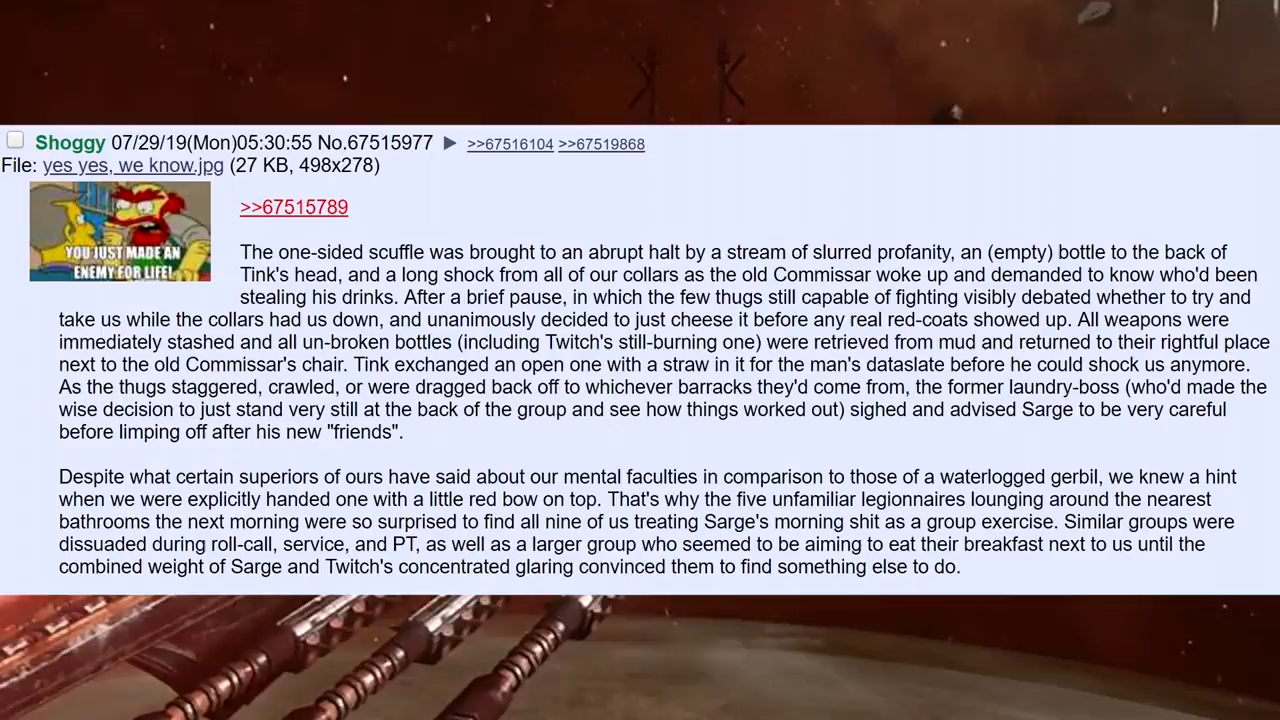 Shoggy 07/29/19(Mon)05:30:55 No.67515977 ▶ >>67516104 >>67519868
File: yes yes, we know.jpg (27 KB, 498x278)
YOU JUST MADE AN
ENEMY FOR LIFE!
>>67515789
The one-sided scuffle was brought to an abrupt halt by a stream of slurred profanity, an (empty) bottle to the back of
Tink's head, and a long shock from all of our collars as the old Commissar woke up and demanded to know who'd been
stealing his drinks. After a brief pause, in which the few thugs still capable of fighting visibly debated whether to try and
take us while the collars had us down, and unanimously decided to just cheese it before any real red-coats showed up. All weapons were
immediately stashed and all un-broken bottles (including Twitch's still-burning one) were retrieved from mud and returned to their rightful place
next to the old Commissar's chair. Tink exchanged an open one with a straw in it for the man's dataslate before he could shock us anymore.
As the thugs staggered, crawled, or were dragged back off to whichever barracks they'd come from, the former laundry-boss (who'd made the
wise decision to just stand very still at the back of the group and see how things worked out) sighed and advised Sarge to be very careful
before limping off after his new "friends".
Despite what certain superiors of ours have said about our mental faculties in comparison to those of a waterlogged gerbil, we knew a hint
when we were explicitly handed one with a little red bow on top. That's why the five unfamiliar legionnaires lounging around the nearest
bathrooms the next morning were so surprised to find all nine of us treating Sarge's morning shit as a group exercise. Similar groups were
dissuaded during roll-call, service, and PT, as well as a larger group who seemed to be aiming to eat their breakfast next to us until the
combined weight of Sarge and Twitch's concentrated glaring convinced them to find something else to do.